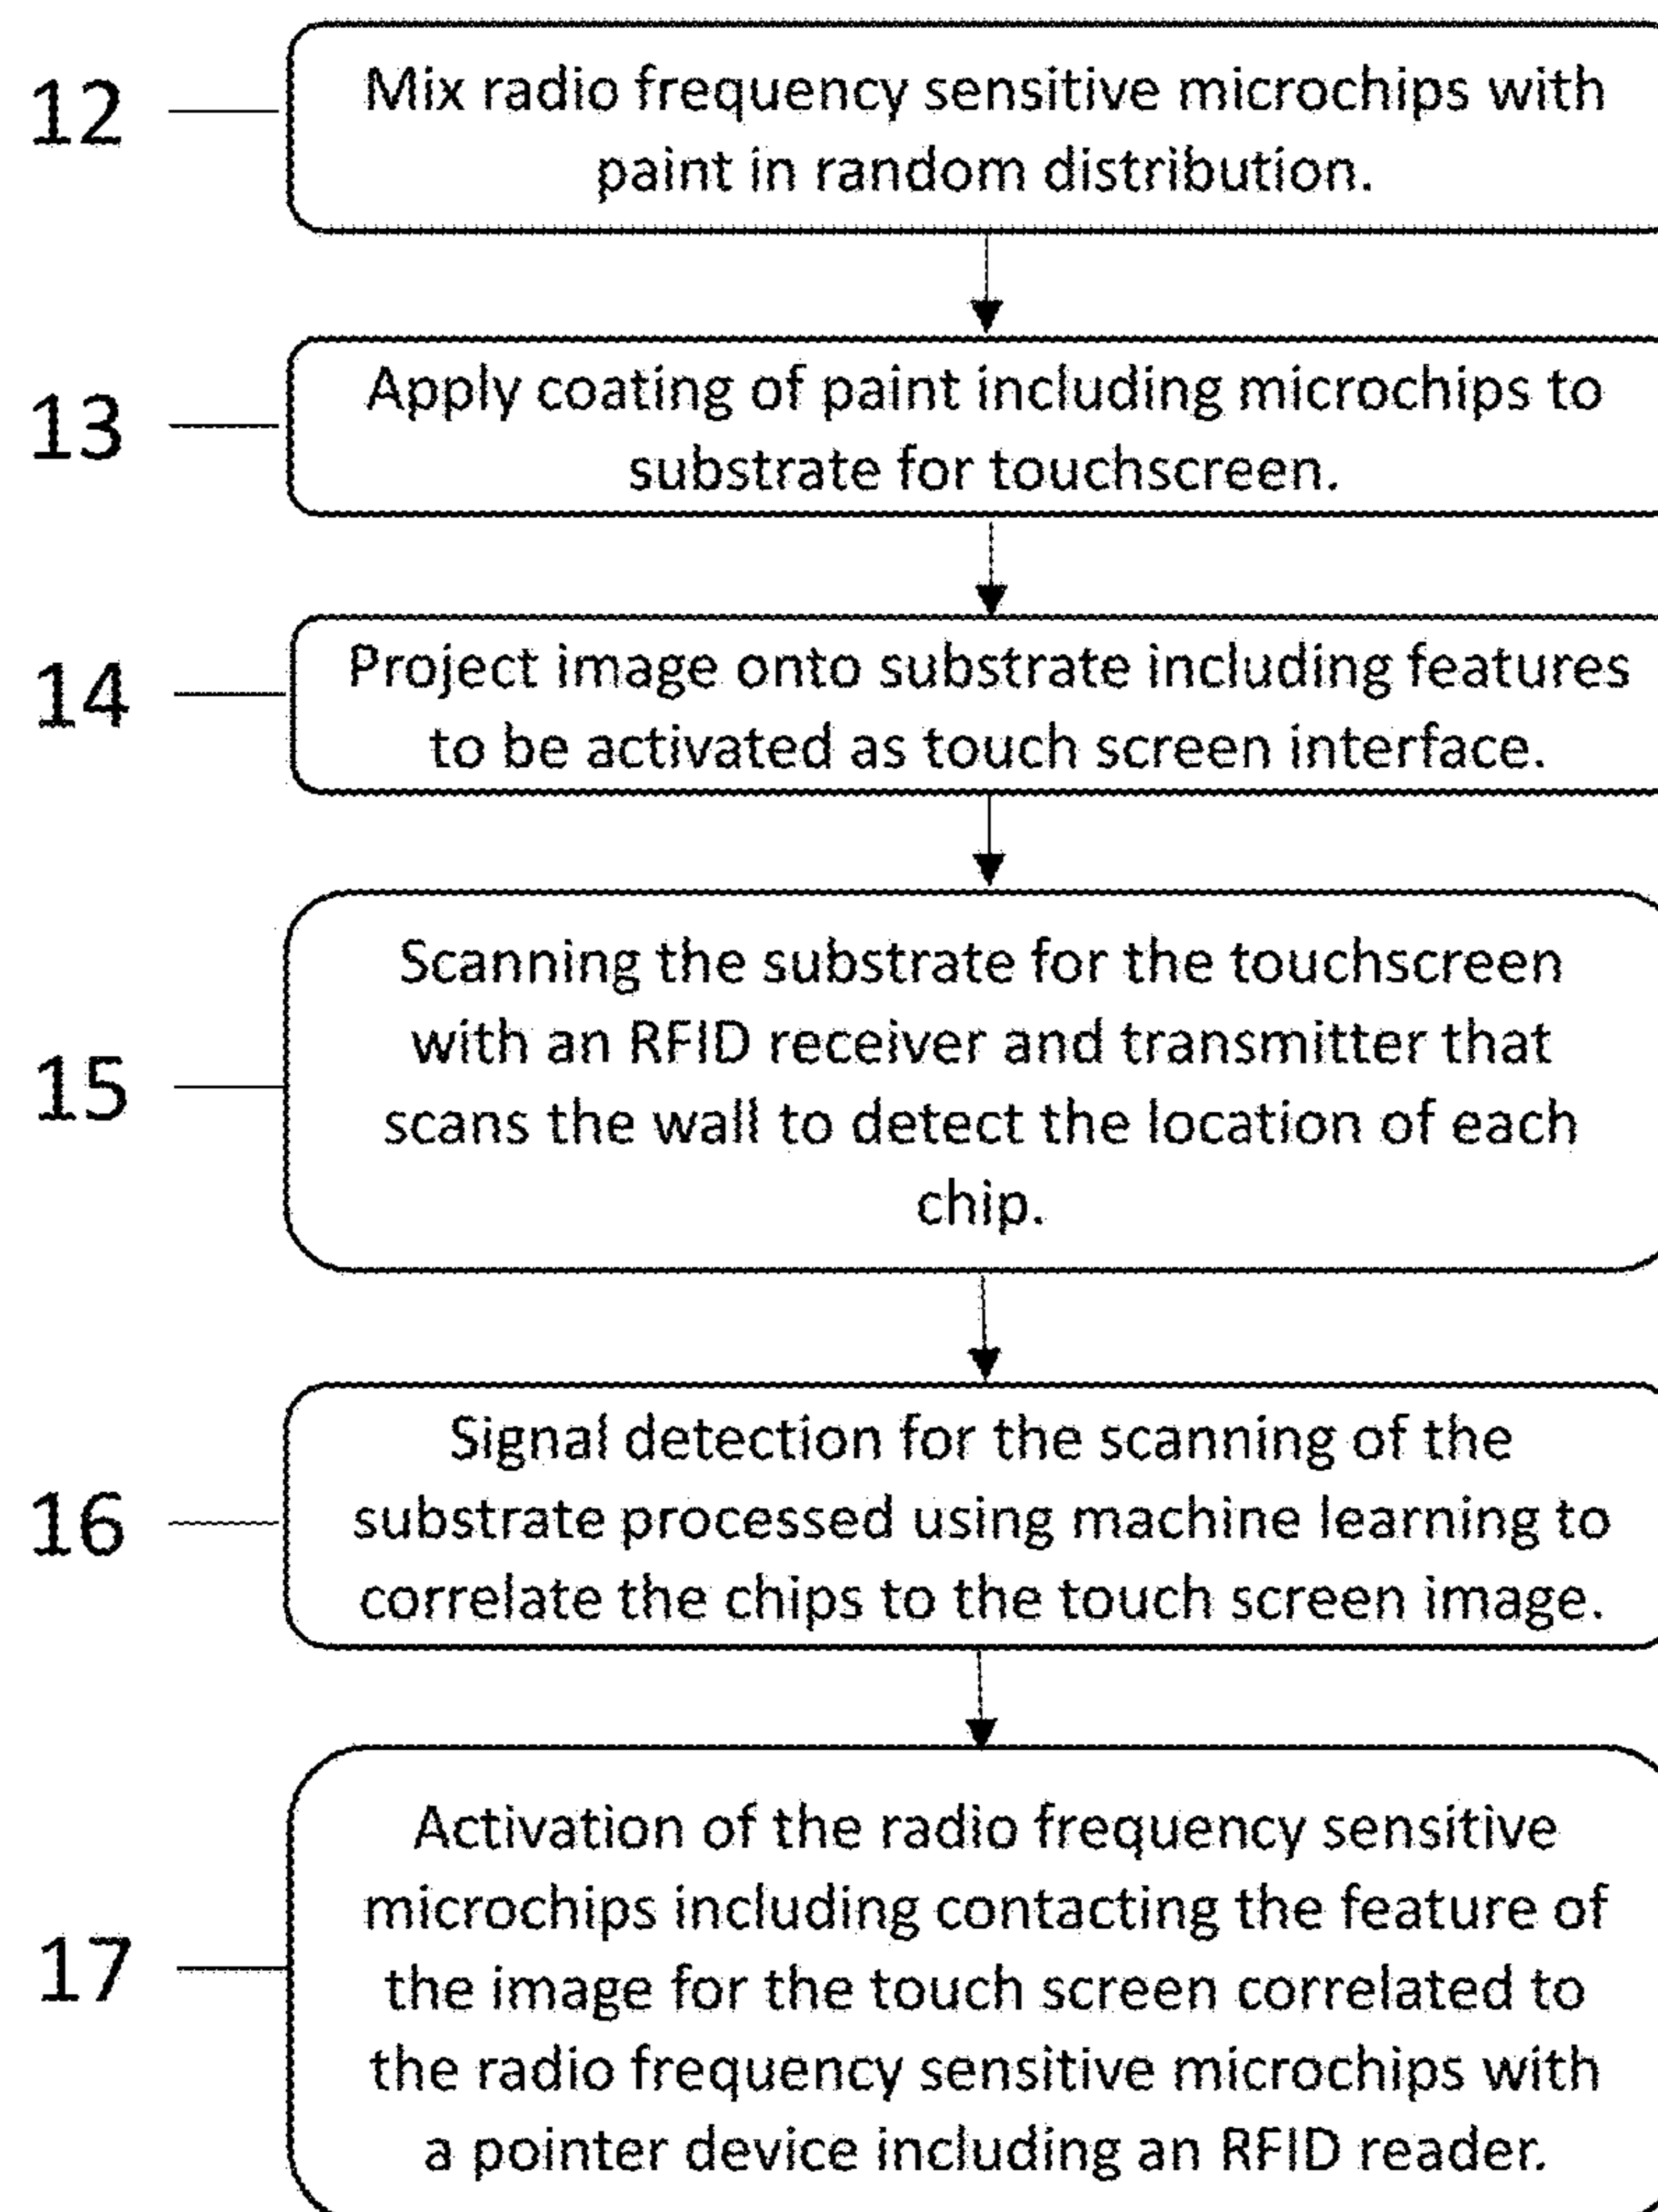 12
Mix radio frequency sensitive microchips with
paint in random distribution.
13
Apply coating of paint including microchips to
substrate for touchscreen.
14
Project image onto substrate including features
to be activated as touch screen interface.
15
Scanning the substrate for the touchscreen
with an RFID receiver and transmitter that
scans the wall to detect the location of each
chip.
16
Signal detection for the scanning of the
substrate processed using machine learning to
correlate the chips to the touch screen image.
17
Activation of the radio frequency sensitive
microchips including contacting the feature of
the image for the touch screen correlated to
the radio frequency sensitive microchips with
a pointer device including an RFID reader.